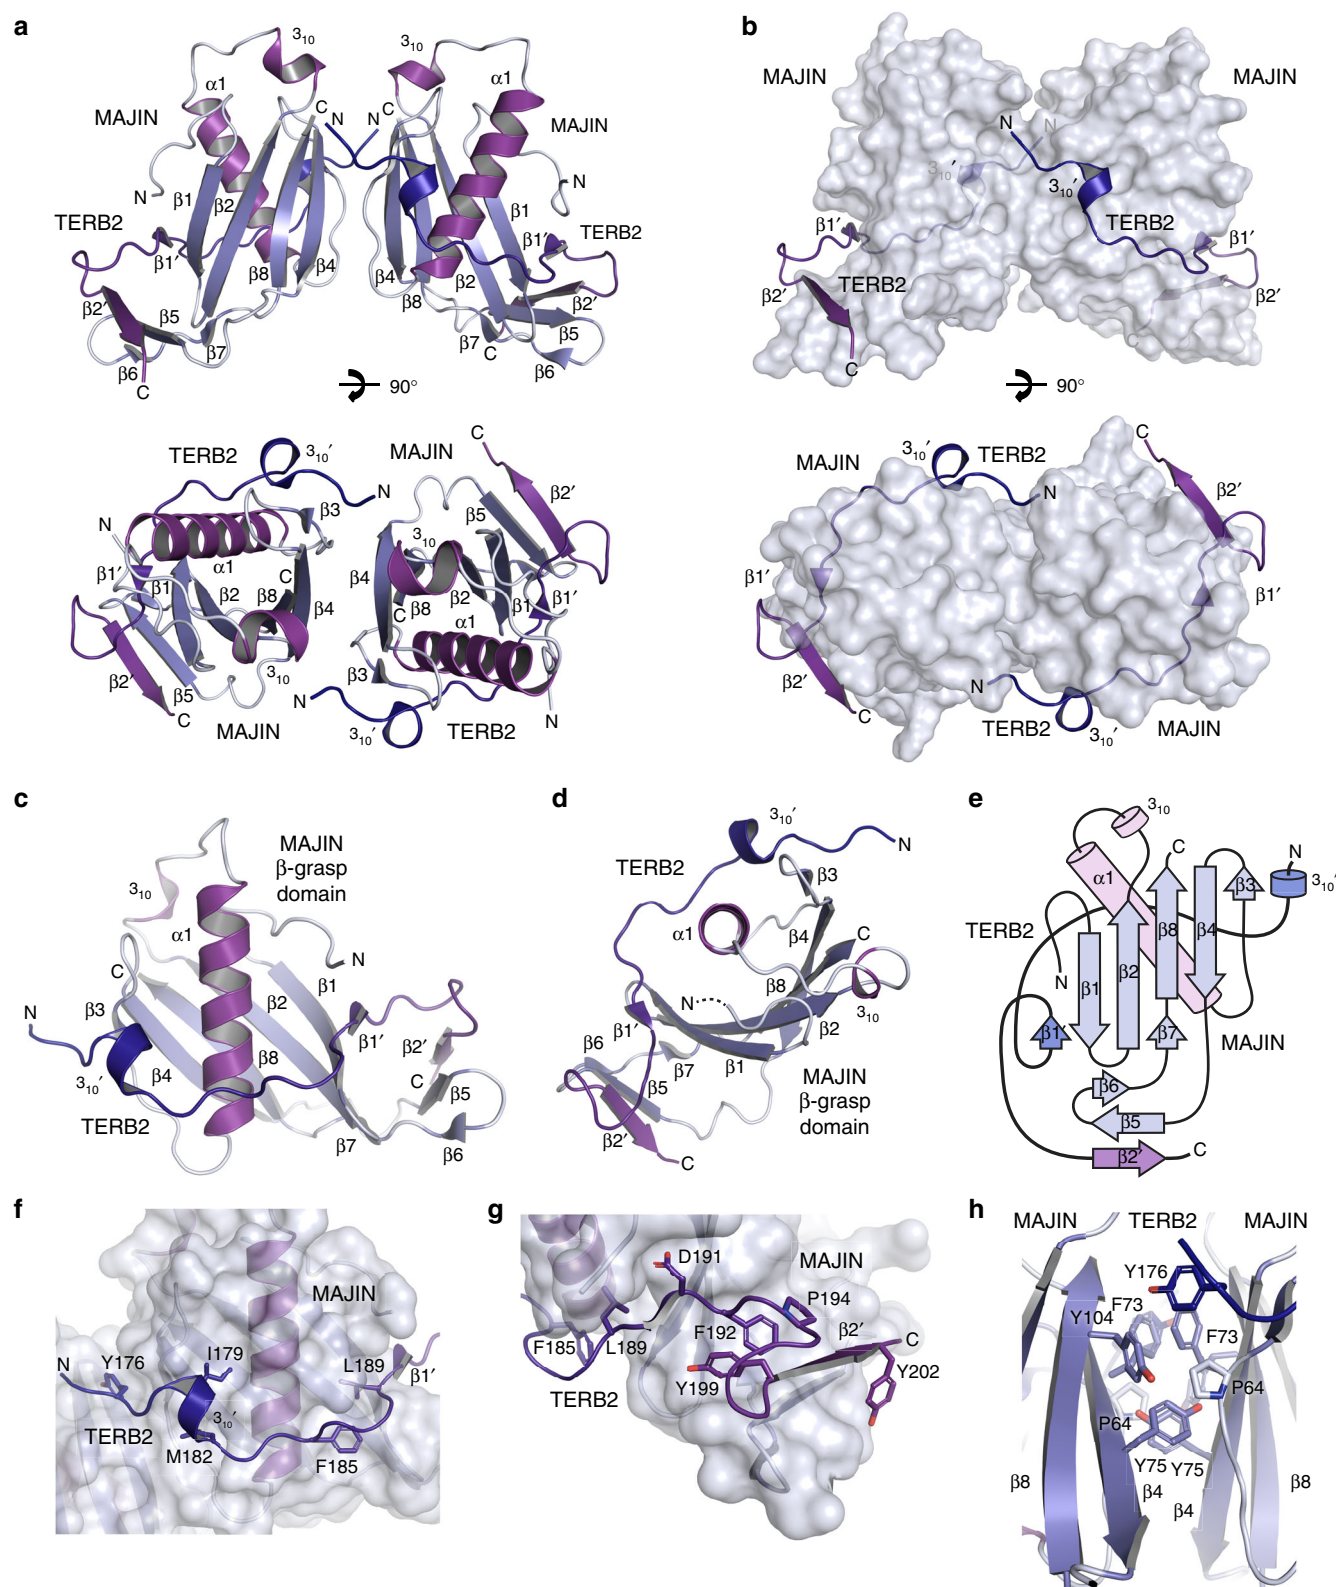 a
3₁₀ 3₁₀
α1 C α1
N N C
MAJIN MAJIN
N N
β1 β2 β1
TERB2 β1′ TERB2
β1′ β8 β4 β4 β8 β2
β2′ β5 β2′
β7 β7 C β5
β6 β6
C
90°
TERB2 3₁₀′ MAJIN C
N β3 β5 β2′
N 3₁₀
α1 β4
β1′ β1 β2 β8 C β4 β8 β2 β1 β1′
C α1
β2′ β5 3₁₀ β3
C N N
MAJIN 3₁₀′ TERB2
b
MAJIN MAJIN
N N
3₁₀′ 3₁₀′
β1′ TERB2 β1′
β2′ TERB2 β2′
C C
90°
3₁₀′ TERB2 C
MAJIN N β2′
β1′ β1′
β2′ N
C TERB2 3₁₀′ MAJIN
c
MAJIN
β-grasp
domain
3₁₀
α1
C N
N β3 β2 β1
β1′ β2′
3₁₀′ β4 β8 C β5
TERB2 β7 β6
d
3₁₀′
TERB2 N
β3
α1 β4 C
N β8
β1′ β2 3₁₀
β6 β7 β1
β5 MAJIN
β-grasp
domain
β2′
C
e
3₁₀
C N
α1 β3 3₁₀′
TERB2 β8 β4
N β2
β1
β1′ β7 MAJIN
β6
β5
β2′ C
f
MAJIN
N Y176 I179 L189 β1′
3₁₀′
TERB2
M182 F185
g
D191 MAJIN
P194
F185 L189 F192 β2′ C
Y199 Y202
TERB2
h
MAJIN TERB2 MAJIN
Y176
Y104 F73
F73
P64
P64
Y75 Y75
β8 β4 β4 β8